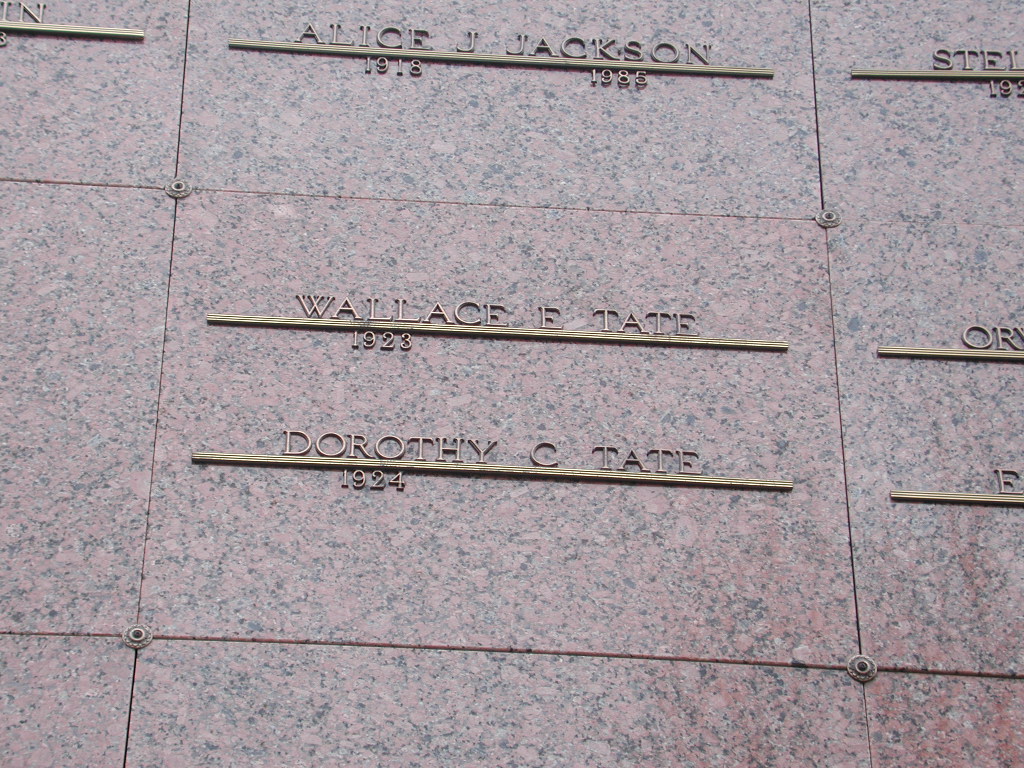 ALICE J JACKSON
1918 1985
WALLACE E TATE
1923
DOROTHY C TATE
1924